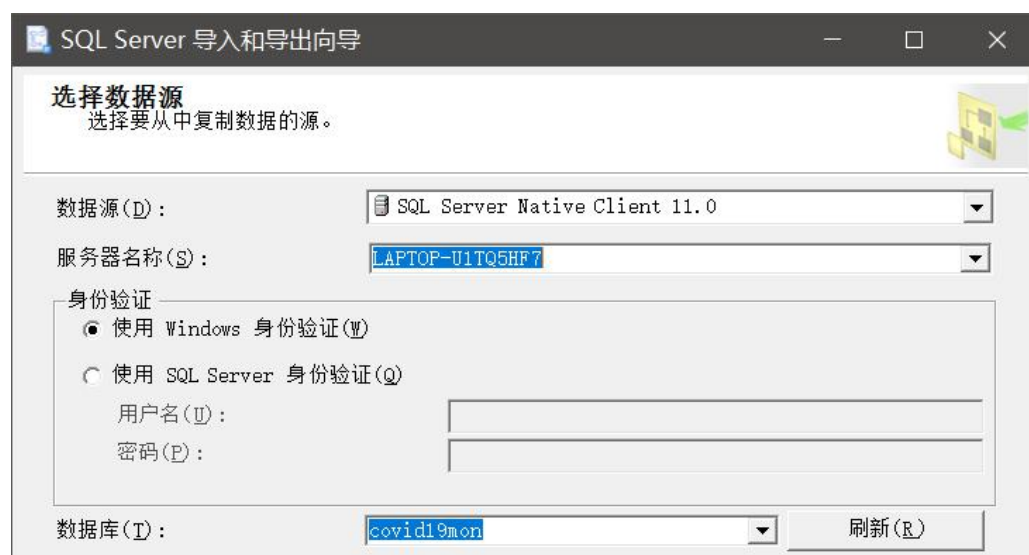 SQL Server 导入和导出向导
选择数据源
选择要从中复制数据的源。
数据源(D): SQL Server Native Client 11.0
服务器名称(S): LAPTOP-U1TQ5HF7
身份验证
使用 Windows 身份验证(W)
使用 SQL Server 身份验证(Q)
用户名(U):
密码(P):
数据库(T): covid19mon 刷新(R)